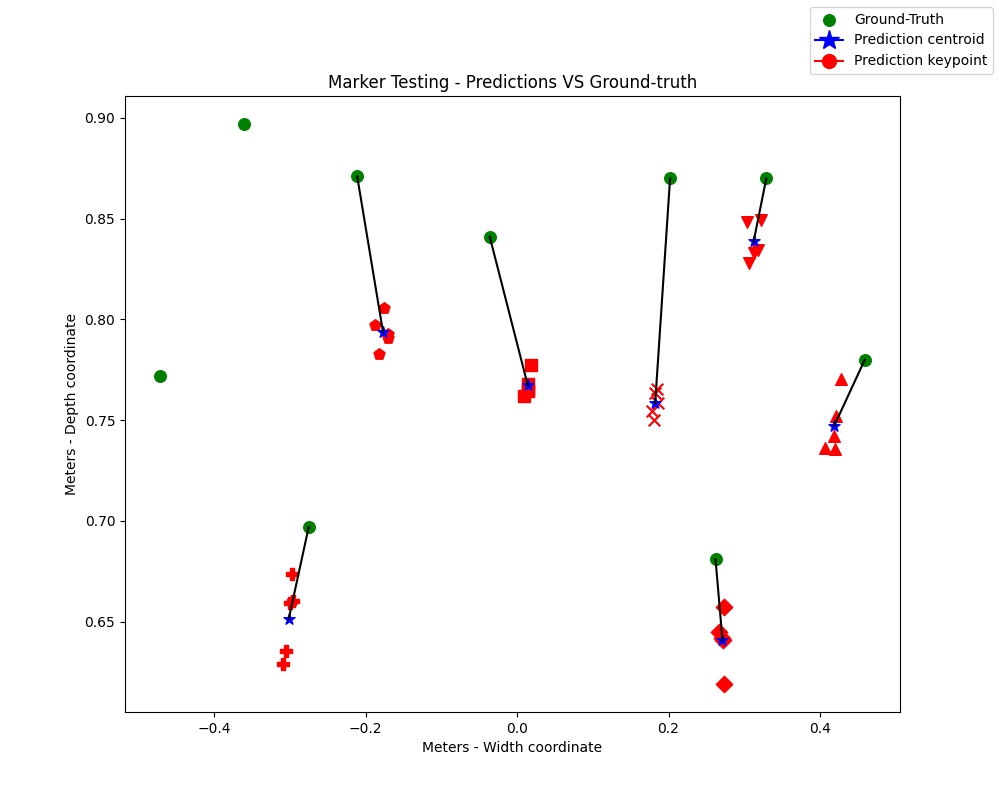 Ground-Truth
Prediction centroid
Prediction keypoint
Marker Testing - Predictions VS Ground-truth
0.90
0.85
0.80
0.75
0.70
0.65
Meters - Depth coordinate
−0.4
−0.2
0.0
0.2
0.4
Meters - Width coordinate